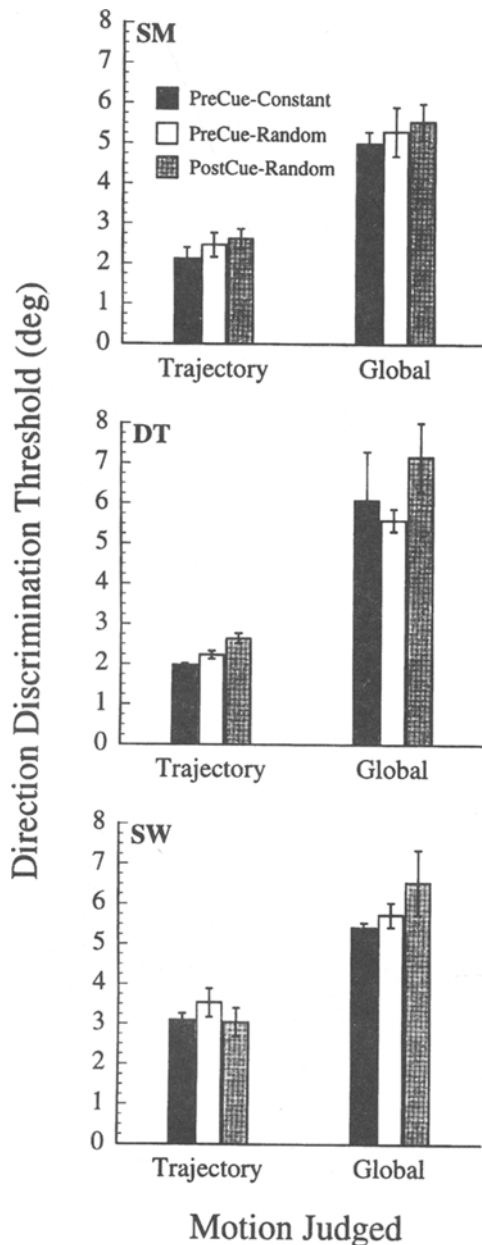 Direction Discrimination Threshold (deg)
SM
8
7
6
5
4
3
2
1
0
PreCue-Constant
PreCue-Random
PostCue-Random
Trajectory Global
DT
8
7
6
5
4
3
2
1
0
Trajectory Global
SW
8
7
6
5
4
3
2
1
0
Trajectory Global
Motion Judged